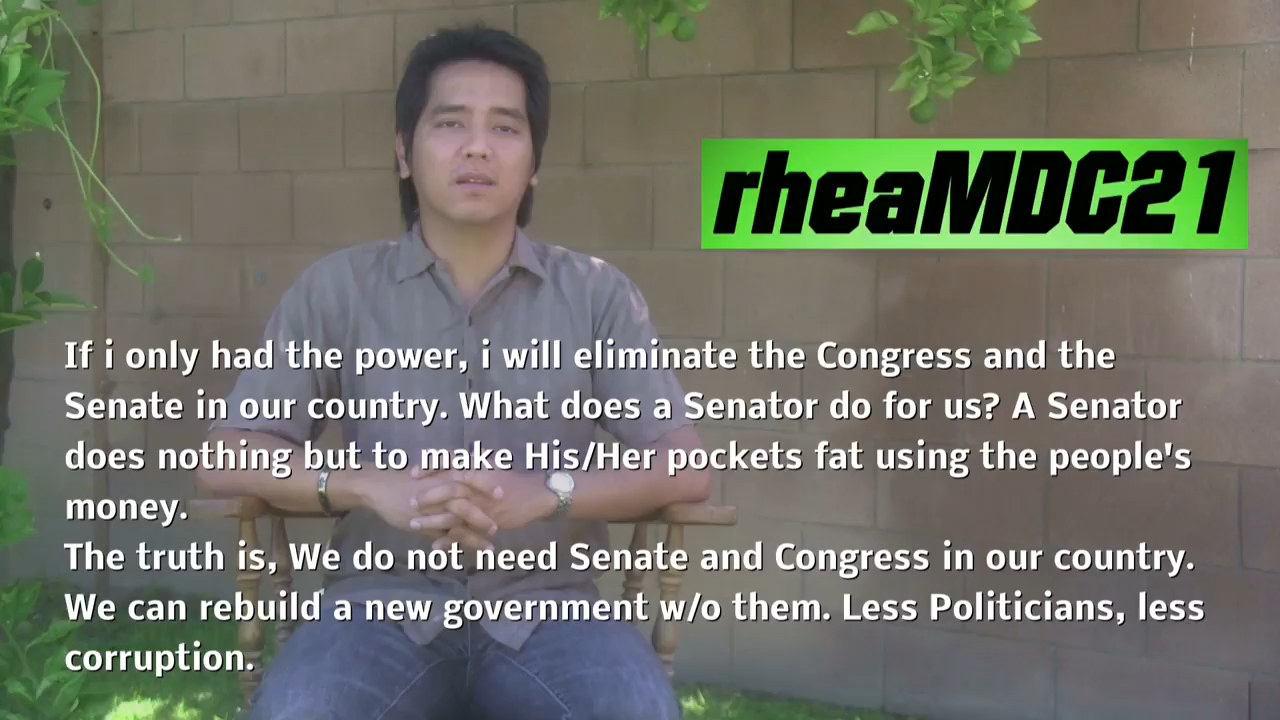 rheaMDC21
If i only had the power, i will eliminate the Congress and the
Senate in our country. What does a Senator do for us? A Senator
does nothing but to make His/Her pockets fat using the people's
money.
The truth is, We do not need Senate and Congress in our country.
We can rebuild a new government w/o them. Less Politicians, less
corruption.